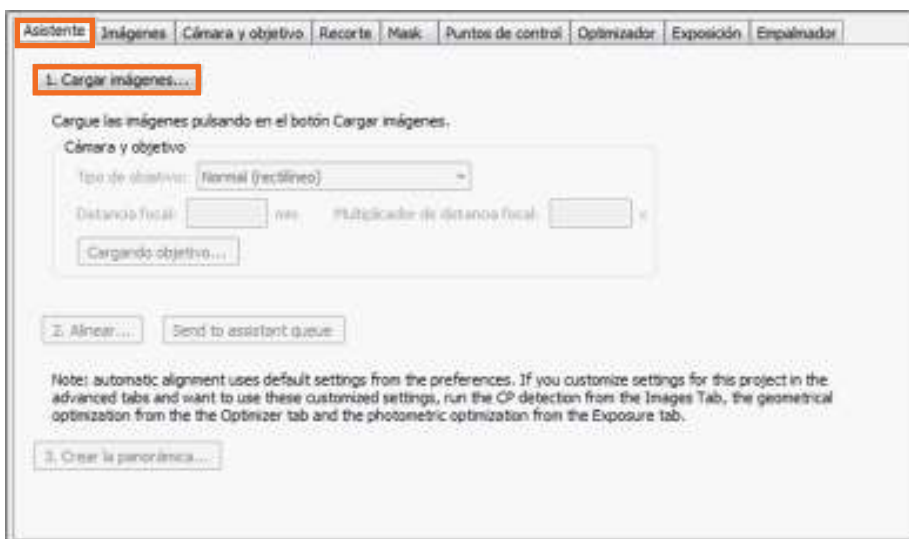 Asistente Imágenes Cámara y objetivo Recorte Mask Puntos de control Optimizador Exposición Empalmador
1. Cargar imágenes...
Cargue las imágenes pulsando en el botón Cargar imágenes.
Cámara y objetivo
Tipo de objetivo: Normal (rectilíneo)
Distancia focal: mm Multiplicador de distancia focal: x
Cargando objetivo...
2. Alinear... Send to assistant queue
Note: automatic alignment uses default settings from the preferences. If you customize settings for this project in the
advanced tabs and want to use these customized settings, run the CP detection from the Images Tab, the geometrical
optimization from the the Optimizer tab and the photometric optimization from the Exposure tab.
3. Crear la panorámica...